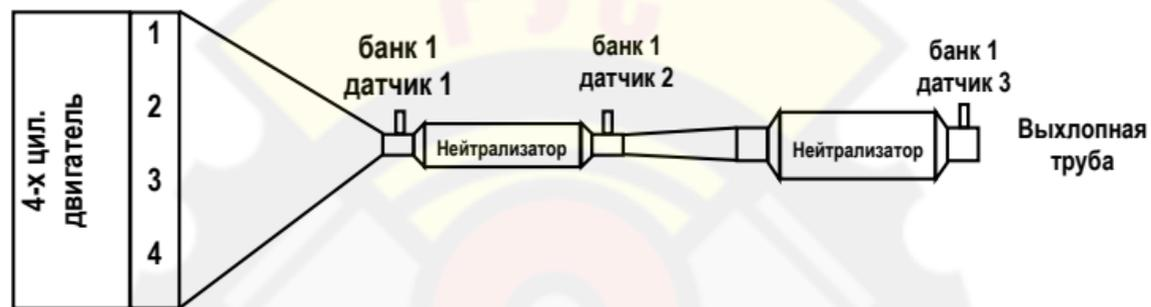 4-х цил.
двигатель
1
2
3
4
банк 1
датчик 1
Нейтрализатор
банк 1
датчик 2
Нейтрализатор
банк 1
датчик 3
Выхлопная
труба
РУС